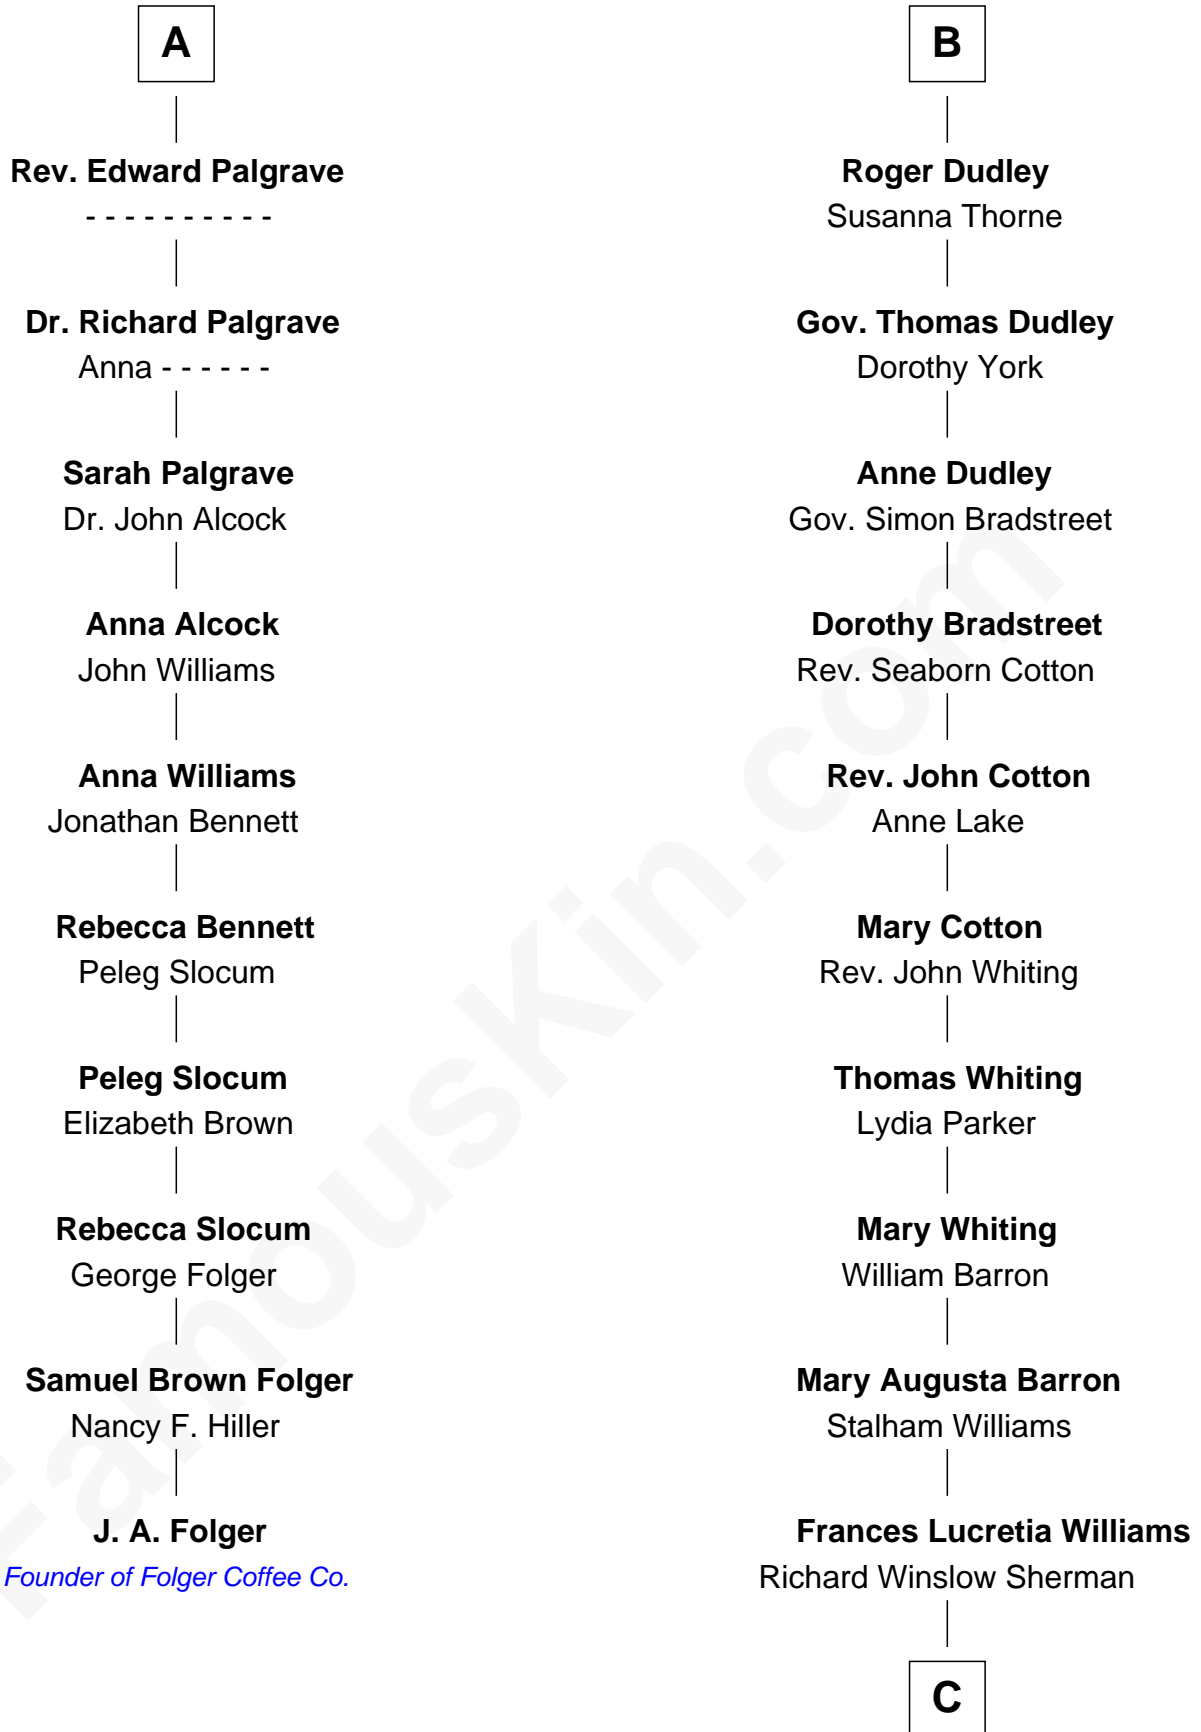 A
Rev. Edward Palgrave
- - - - - - - - - -
Dr. Richard Palgrave
Anna - - - - - -
Sarah Palgrave
Dr. John Alcock
Anna Alcock
John Williams
Anna Williams
Jonathan Bennett
Rebecca Bennett
Peleg Slocum
Peleg Slocum
Elizabeth Brown
Rebecca Slocum
George Folger
Samuel Brown Folger
Nancy F. Hiller
J. A. Folger
Founder of Folger Coffee Co.
B
Roger Dudley
Susanna Thorne
Gov. Thomas Dudley
Dorothy York
Anne Dudley
Gov. Simon Bradstreet
Dorothy Bradstreet
Rev. Seaborn Cotton
Rev. John Cotton
Anne Lake
Mary Cotton
Rev. John Whiting
Thomas Whiting
Lydia Parker
Mary Whiting
William Barron
Mary Augusta Barron
Stalham Williams
Frances Lucretia Williams
Richard Winslow Sherman
C
FamousKin.com